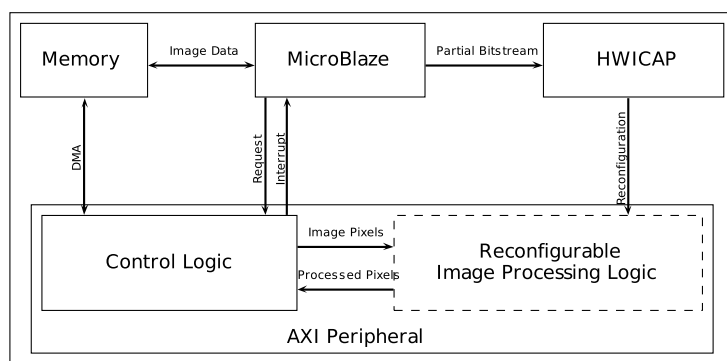 Memory
Image Data
MicroBlaze
Partial Bitstream
HWICAP
DMA
Request
Interrupt
Reconfiguration
Control Logic
Image Pixels
Processed Pixels
Reconfigurable
Image Processing Logic
AXI Peripheral